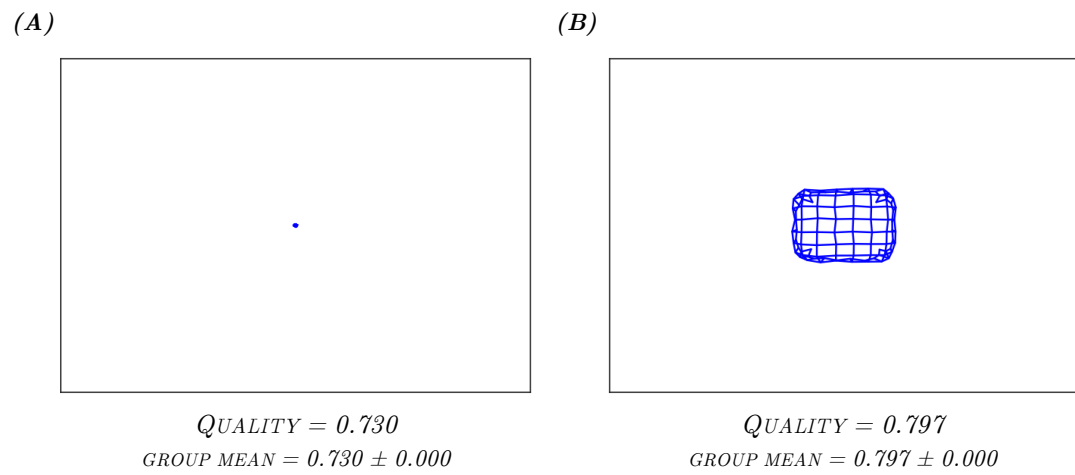 (A)
(B)
QUALITY = 0.730
GROUP MEAN = 0.730 ± 0.000
QUALITY = 0.797
GROUP MEAN = 0.797 ± 0.000